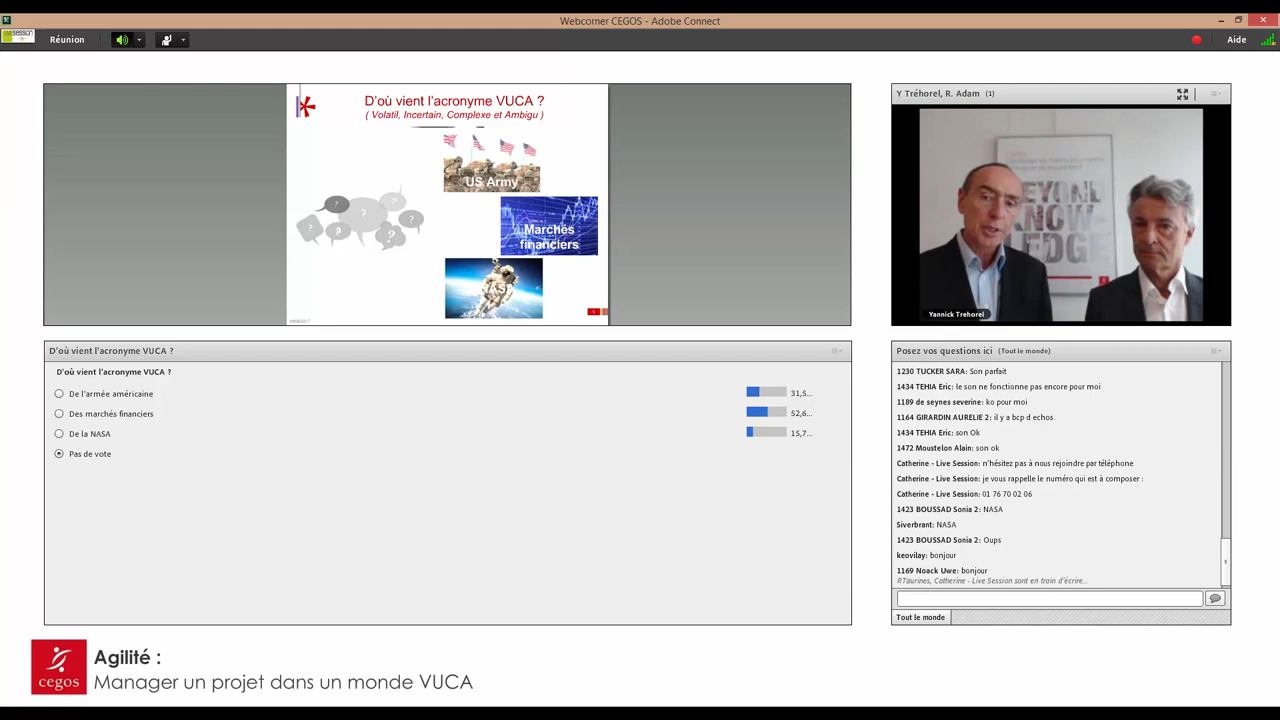 Webcorner CEGOS - Adobe Connect
Réunion
Aide
D'où vient l'acronyme VUCA ?
( Volatil, Incertain, Complexe et Ambigu )
US Army
Marchés
financiers
5
Y Tréhorel, R. Adam (1)
BEYOND
KNOW
LEDGE
Yannick Trehorel
D'où vient l'acronyme VUCA ?
D'où vient l'acronyme VUCA ?
De l'armée américaine
31,5...
Des marchés financiers
52,6...
De la NASA
15,7...
Pas de vote
Posez vos questions ici (Tout le monde)
1230 TUCKER SARA: Son parfait
1434 TEHIA Eric: le son ne fonctionne pas encore pour moi
1189 de seynes severine: ko pour moi
1164 GIRARDIN AURELIE 2: il y a bcp d echos
1434 TEHIA Eric: son Ok
1472 Moustelon Alain: son ok
Catherine - Live Session: n'hésitez pas à nous rejoindre par téléphone
Catherine - Live Session: je vous rappelle le numéro qui est à composer :
Catherine - Live Session: 01 76 70 02 06
1423 BOUSSAD Sonia 2: NASA
Siverbrant: NASA
1423 BOUSSAD Sonia 2: Oups
keovilay: bonjour
1169 Noack Uwe: bonjour
RTaurines, Catherine - Live Session sont en train d'écrire...
Tout le monde
cegos
Agilité :
Manager un projet dans un monde VUCA